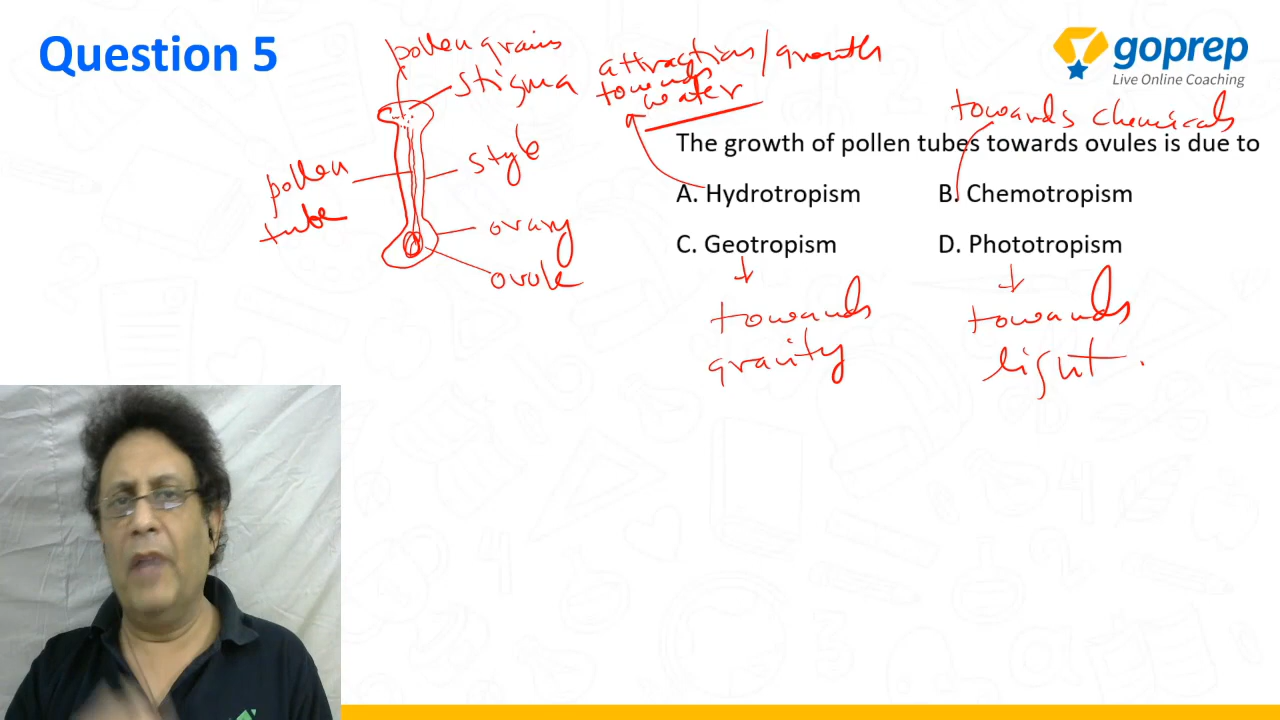 Question 5
pollen grains
stigma
style
pollen
tube
ovary
ovule
attraction/growth
towards
water
goprep
Live Online Coaching
towards chemicals
The growth of pollen tubes towards ovules is due to
A. Hydrotropism
B. Chemotropism
C. Geotropism
D. Phototropism
towards
gravity
towards
light.